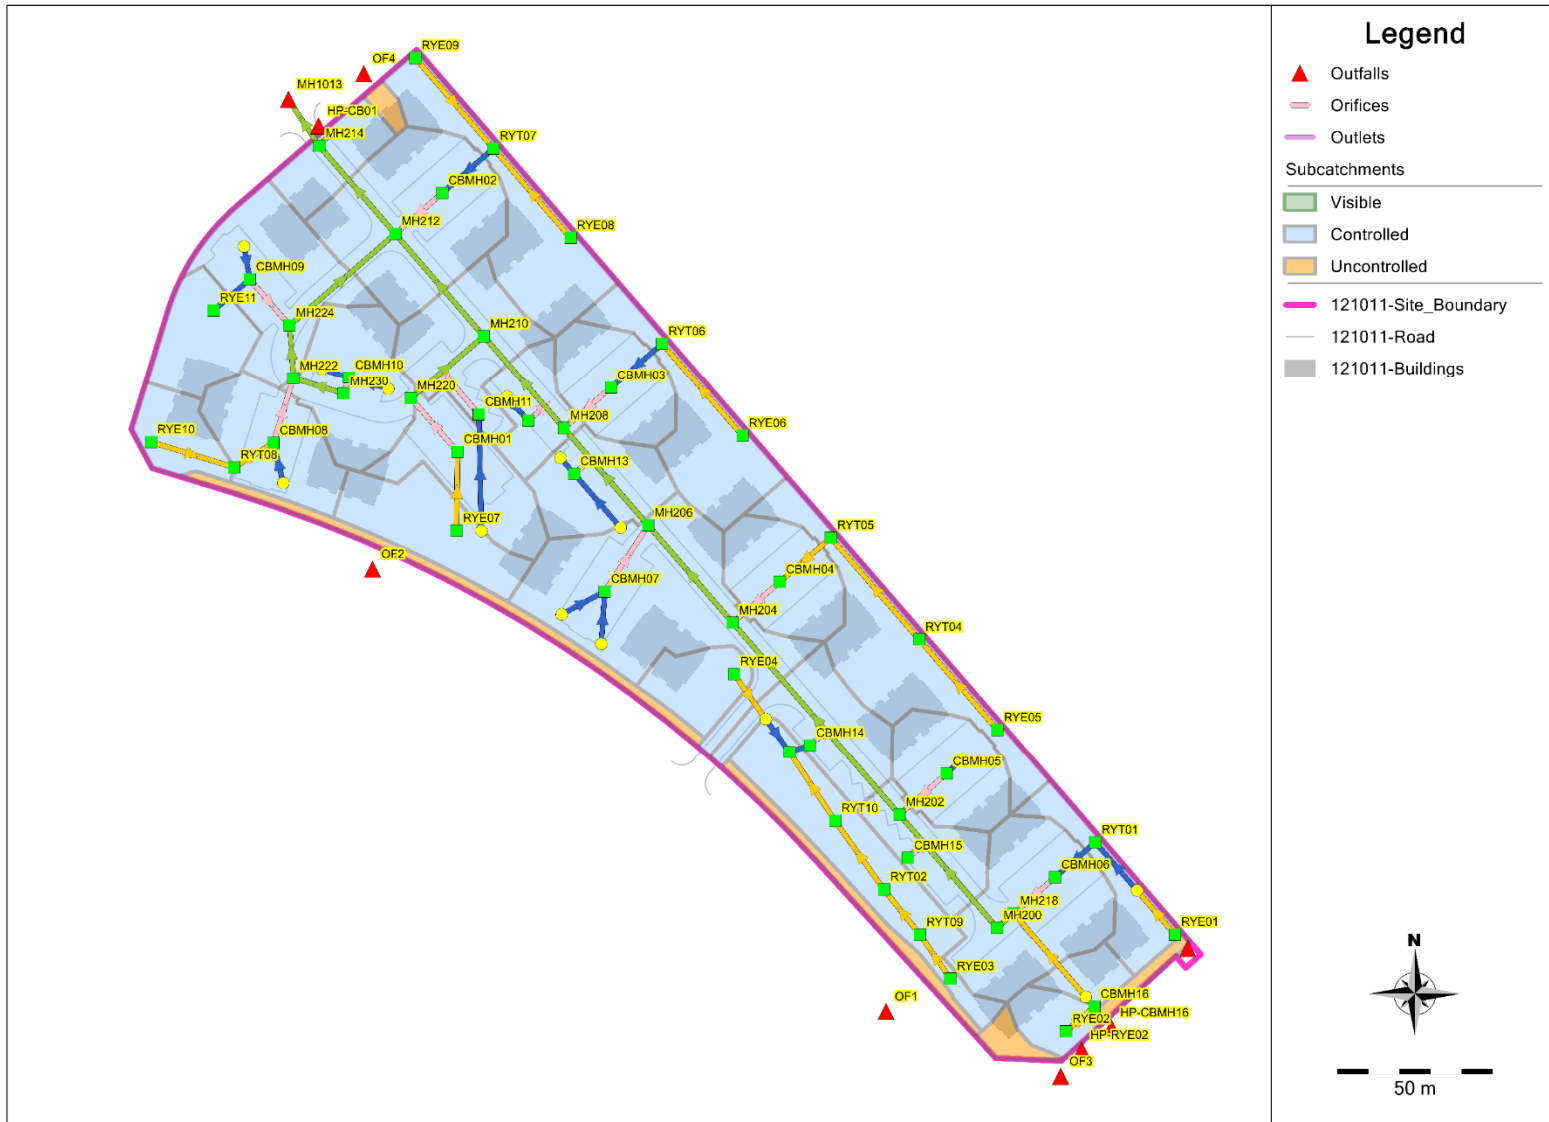 RYE09
OF4
MH1013
HP-CB01
MH214
RYT07
CBMH02
MH212
RYE08
CBMH09
RYE11
MH224
MH210
RYT06
MH222
CBMH10
MH230
MH220
CBMH03
CBMH11
MH208
RYE10
CBMH08
CBMH01
RYE06
RYT08
CBMH13
RYE07
MH206
RYT05
OF2
CBMH07
CBMH04
MH204
RYT04
RYE04
CBMH14
RYE05
CBMH05
MH202
RYT10
RYT01
CBMH15
CBMH06
RYT02
MH218
MH200
RYT09
RYE01
RYE03
CBMH16
OF1
HP-CBMH16
RYE02
HP-RYE02
OF3
Legend
Outfalls
Orifices
Outlets
Subcatchments
Visible
Controlled
Uncontrolled
121011-Site_Boundary
121011-Road
121011-Buildings
N
50 m